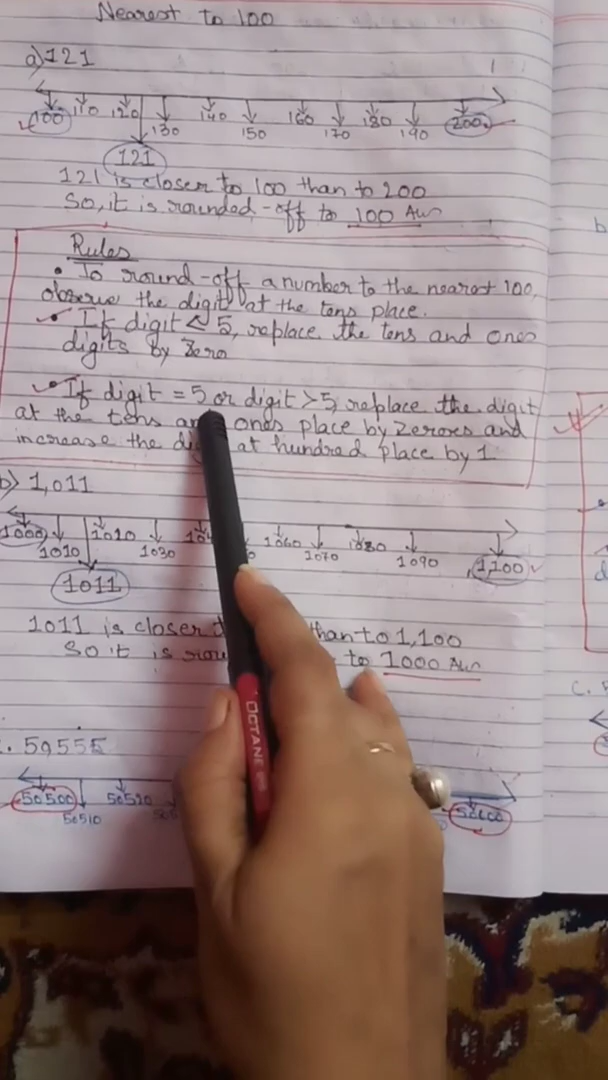 Nearest to 100
a) 121
100 110 120 130 140 150 160 170 180 190 200
121
121 is closer to 100 than to 200
So, it is rounded-off to 100 Ans
Rules
• To round-off a number to the nearest 100,
observe the digit at the tens place.
• If digit < 5, replace the tens and ones
digits by Zero
• If digit = 5 or digit > 5, replace the digit
at the tens ones place by Zeroes and
increase the at hundred place by 1
b) 1,011
1000 1010 1020 1030 1060 1070 1080 1090 1,100
1011
1011 is closer than to 1,100
So it is to 1000 Ans
50,555
50500 50510 50520
OCTANE
b
c.